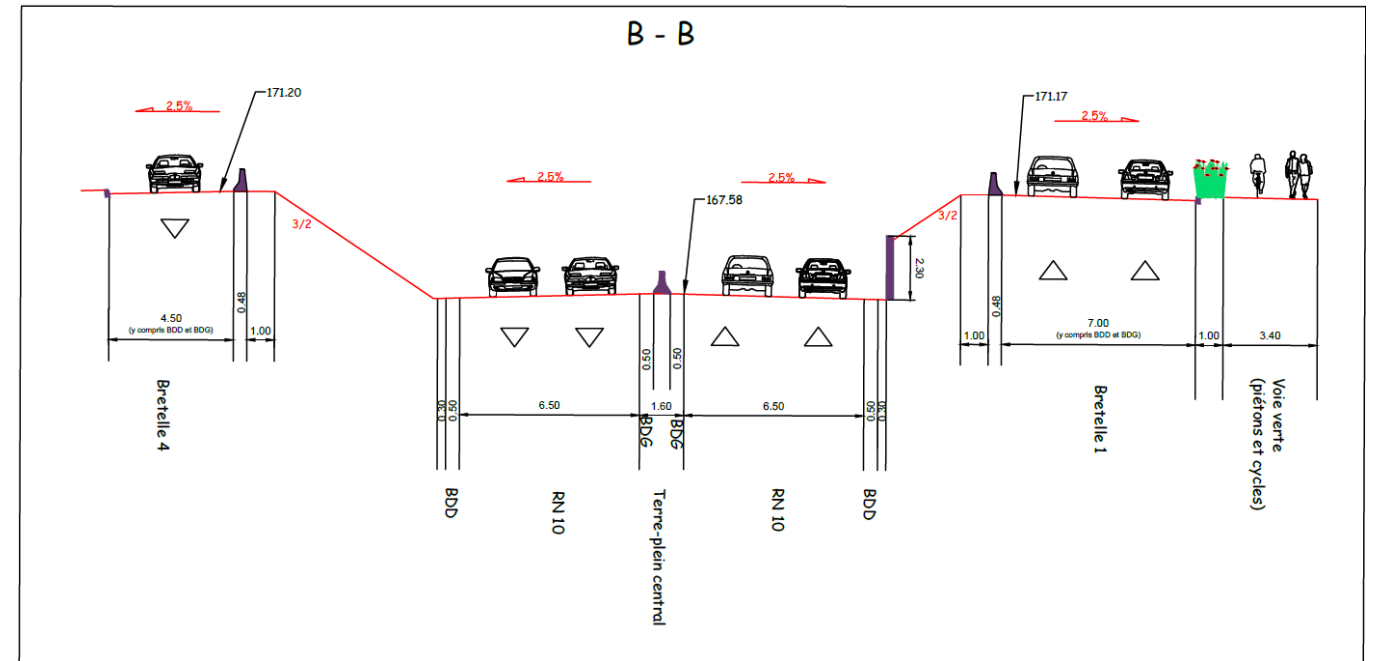 B - B
2.5%
171.20
2.5%
2.5%
167.58
171.17
2.5%
3/2
3/2
2.30
4.50
(y compris BDD et BDG)
0.48
1.00
0.30
0.50
6.50
0.50
1.60
0.50
6.50
0.50
0.30
1.00
0.48
7.00
(y compris BDD et BDG)
1.00
3.40
BDG
BDG
Bretelle 4
BDD
RN 10
Terre-plein central
RN 10
BDD
Bretelle 1
Voie verte
(piétons et cycles)